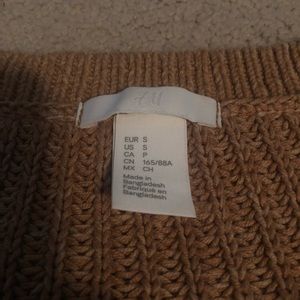 H&M
EUR S
US S
CA P
CN 165/88A
MX CH
Made in
Bangladesh
Fabriqué en
Bangladesh